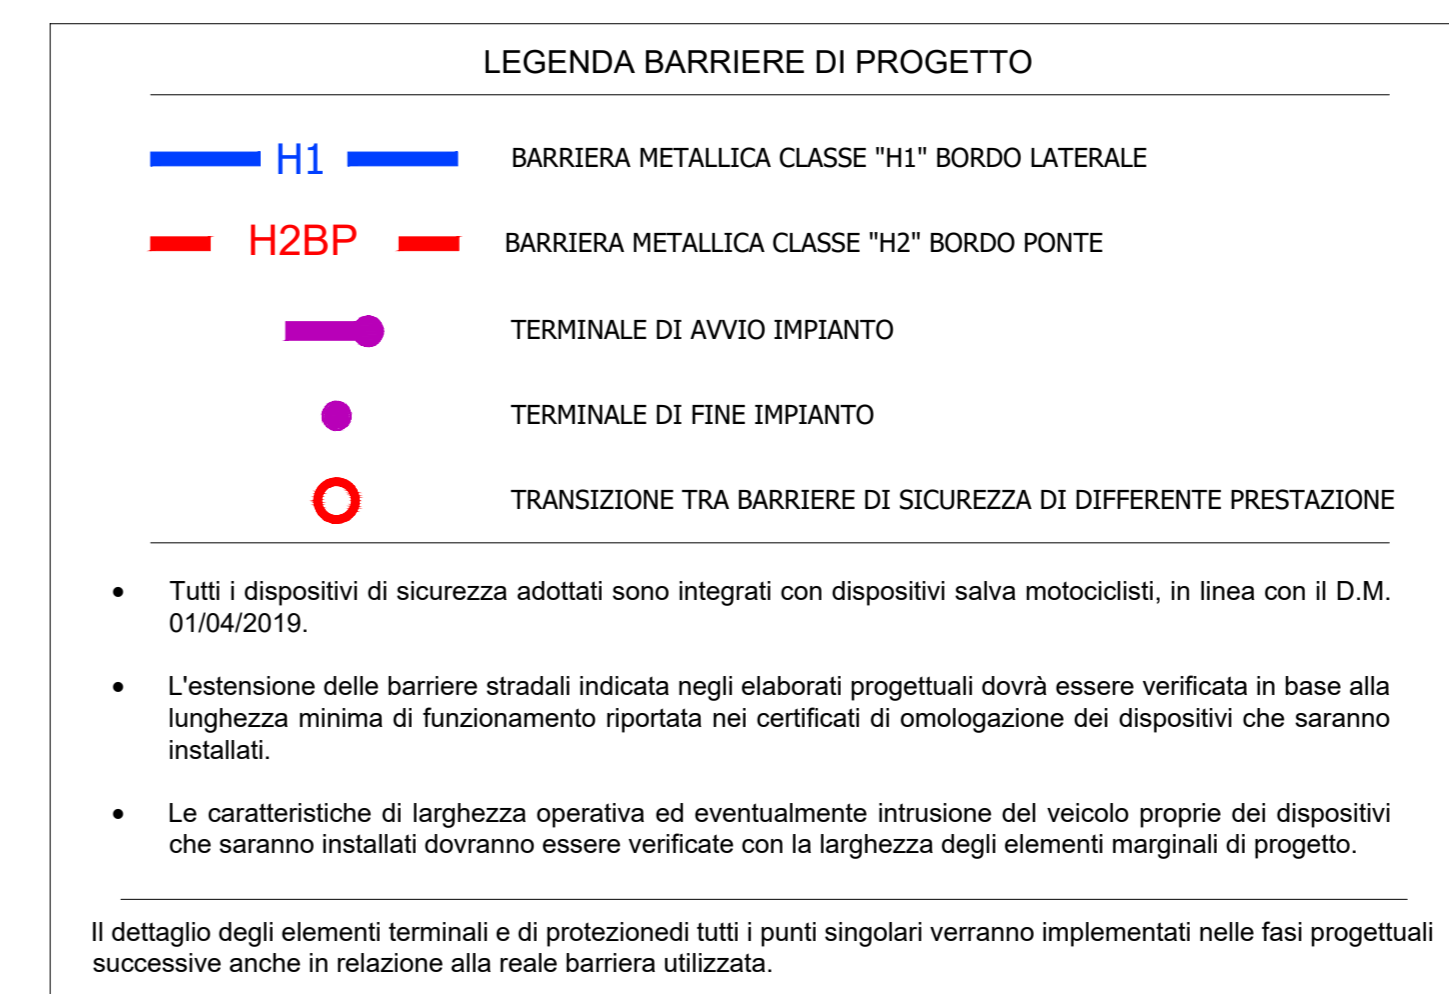 LEGENDA BARRIERE DI PROGETTO
H1 BARRIERA METALLICA CLASSE "H1" BORDO LATERALE
H2BP BARRIERA METALLICA CLASSE "H2" BORDO PONTE
TERMINALE DI AVVIO IMPIANTO
TERMINALE DI FINE IMPIANTO
TRANSIZIONE TRA BARRIERE DI SICUREZZA DI DIFFERENTE PRESTAZIONE
• Tutti i dispositivi di sicurezza adottati sono integrati con dispositivi salva motociclisti, in linea con il D.M.
01/04/2019.
• L'estensione delle barriere stradali indicata negli elaborati progettuali dovrà essere verificata in base alla
lunghezza minima di funzionamento riportata nei certificati di omologazione dei dispositivi che saranno
installati.
• Le caratteristiche di larghezza operativa ed eventualmente intrusione del veicolo proprie dei dispositivi
che saranno installati dovranno essere verificate con la larghezza degli elementi marginali di progetto.
Il dettaglio degli elementi terminali e di protezionedi tutti i punti singolari verranno implementati nelle fasi progettuali
successive anche in relazione alla reale barriera utilizzata.